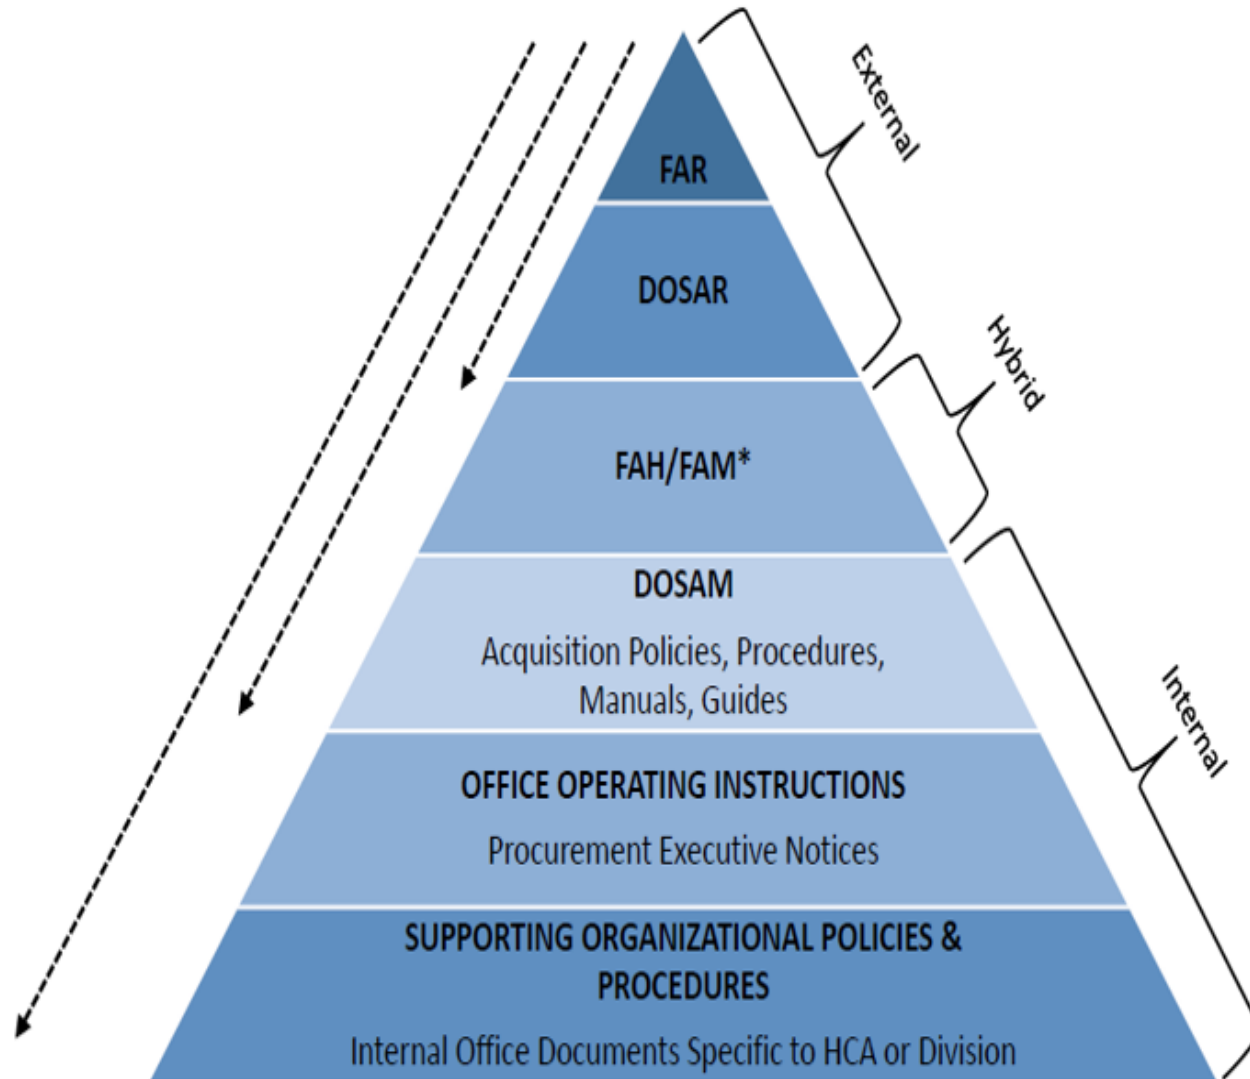 External
FAR
DOSAR
Hybrid
FAH/FAM*
DOSAM
Acquisition Policies, Procedures,
Manuals, Guides
Internal
OFFICE OPERATING INSTRUCTIONS
Procurement Executive Notices
SUPPORTING ORGANIZATIONAL POLICIES &
PROCEDURES
Internal Office Documents Specific to HCA or Division